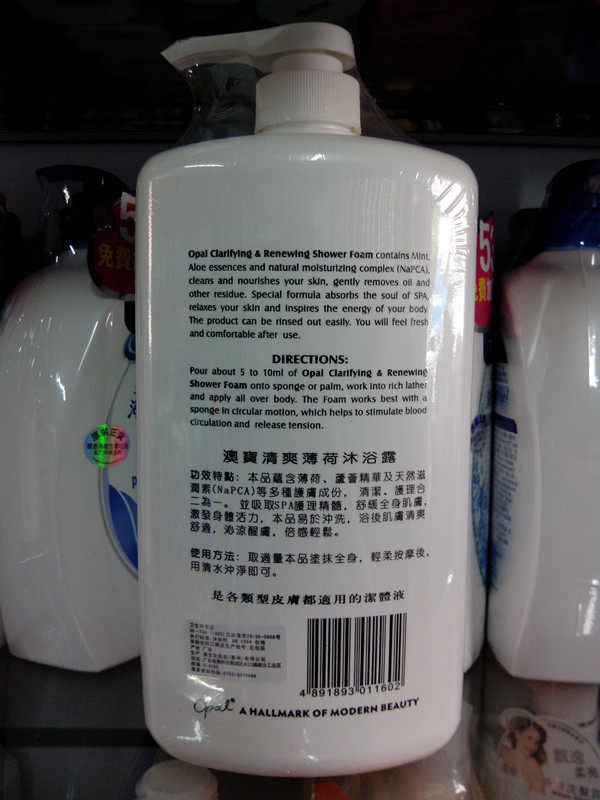 Opal Clarifying & Renewing Shower Foam contains Mint,
Aloe essences and natural moisturizing complex (NaPCA),
cleans and nourishes your skin, gently removes oil and
other residue. Special formula absorbs the soul of SPA,
relaxes your skin and inspires the energy of your body.
The product can be rinsed out easily. You will feel fresh
and comfortable after use.
DIRECTIONS:
Pour about 5 to 10ml of Opal Clarifying & Renewing
Shower Foam onto sponge or palm, work into rich lather
and apply all over body. The Foam works best with a
sponge in circular motion, which helps to stimulate blood
circulation and release tension.
澳寶清爽薄荷沐浴露
功效特點：本品蘊含薄荷、蘆薈精華及天然滋
潤素(NaPCA)等多種護膚成份，清潔、護理合
二為一。並吸取SPA護理精髓，舒緩全身肌膚，
激發身體活力，本品易於沖洗，浴後肌膚清爽
舒適，沁涼醒膚，倍感輕鬆。
使用方法：取適量本品塗抹全身，輕柔按摩後，
用清水沖淨即可。
是各類型皮膚都適用的潔體液
4 891893 011602
Opal
A HALLMARK OF MODERN BEAUTY
免費
靚逸
柔夾
洗髮